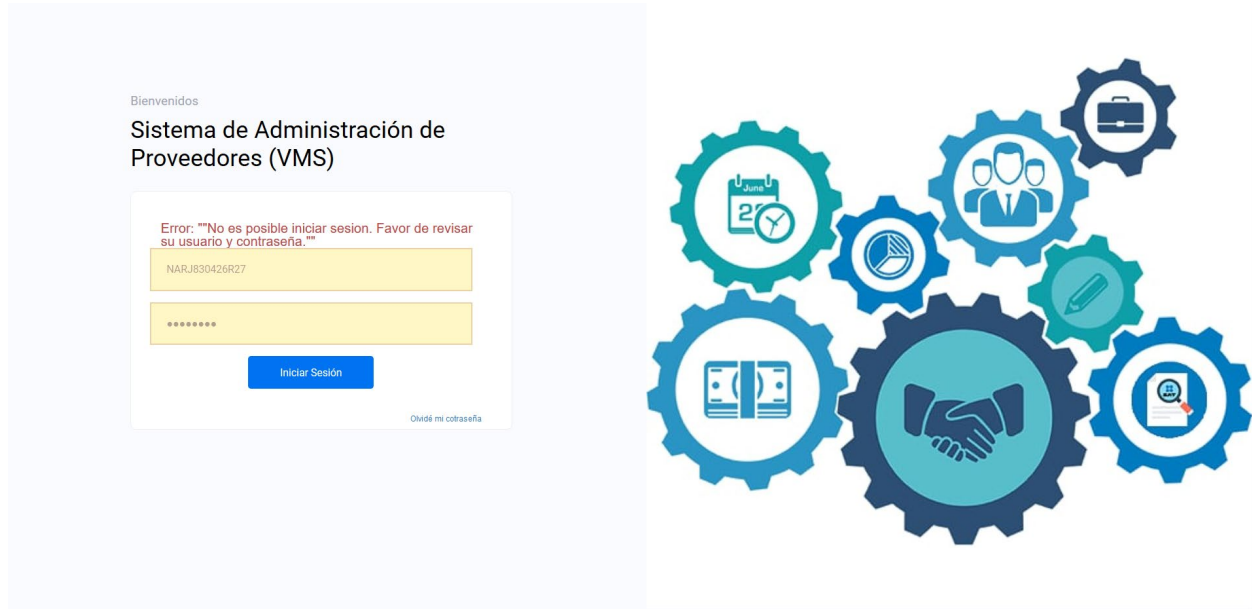 Bienvenidos
Sistema de Administración de
Proveedores (VMS)
Error: ""No es posible iniciar sesion. Favor de revisar
su usuario y contraseña.""
NARJ830426R27
••••••••
Iniciar Sesión
Olvidé mi cotraseña
June
SAT